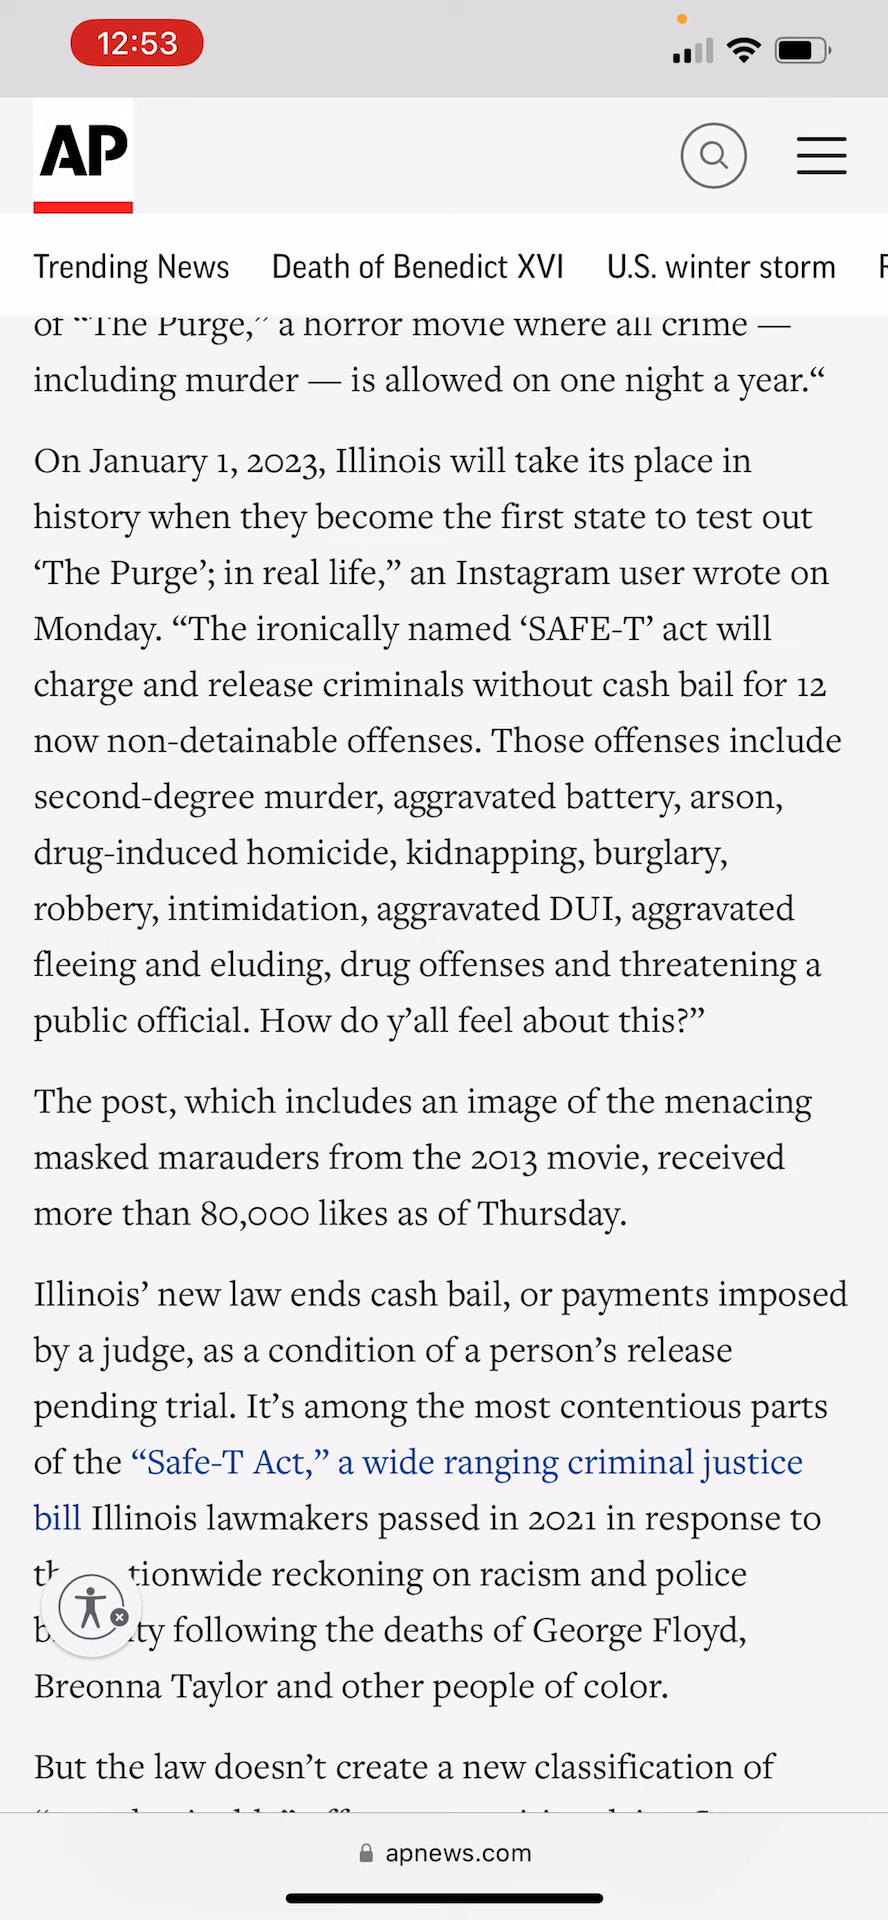 12:53
AP
Trending News Death of Benedict XVI U.S. winter storm
of “The Purge,” a horror movie where all crime —
including murder — is allowed on one night a year.“
On January 1, 2023, Illinois will take its place in
history when they become the first state to test out
‘The Purge’; in real life,” an Instagram user wrote on
Monday. “The ironically named ‘SAFE-T’ act will
charge and release criminals without cash bail for 12
now non-detainable offenses. Those offenses include
second-degree murder, aggravated battery, arson,
drug-induced homicide, kidnapping, burglary,
robbery, intimidation, aggravated DUI, aggravated
fleeing and eluding, drug offenses and threatening a
public official. How do y’all feel about this?”
The post, which includes an image of the menacing
masked marauders from the 2013 movie, received
more than 80,000 likes as of Thursday.
Illinois’ new law ends cash bail, or payments imposed
by a judge, as a condition of a person’s release
pending trial. It’s among the most contentious parts
of the “Safe-T Act,” a wide ranging criminal justice
bill Illinois lawmakers passed in 2021 in response to
reckoning on racism and police
following the deaths of George Floyd,
Breonna Taylor and other people of color.
But the law doesn’t create a new classification of
apnews.com